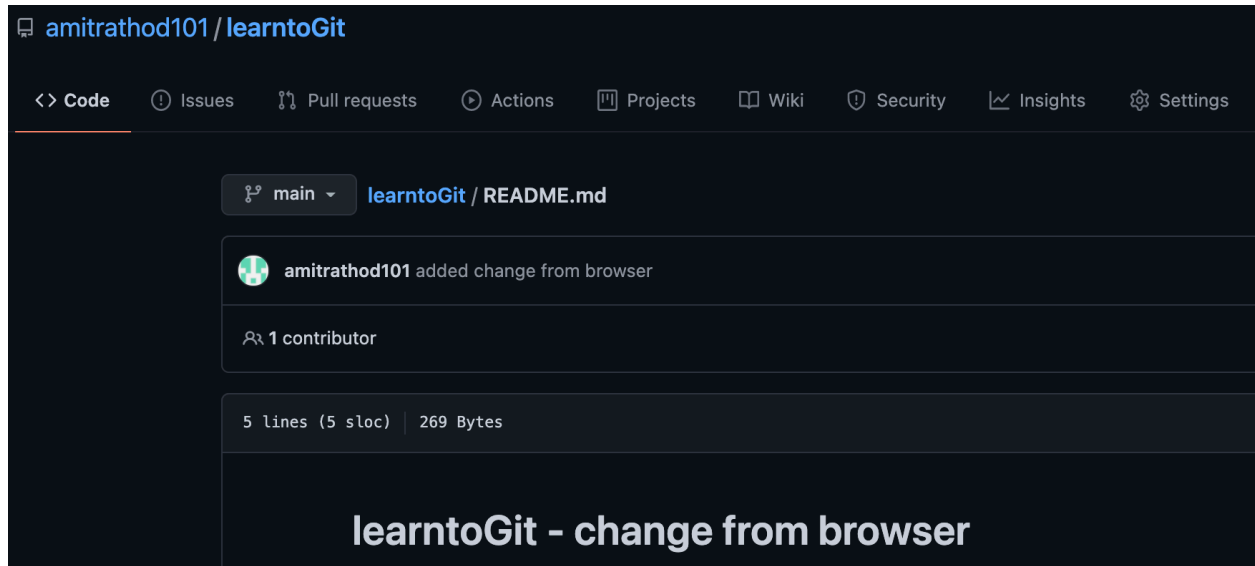 amitrathod101 / learntoGit
Code Issues Pull requests Actions Projects Wiki Security Insights Settings
main learntoGit / README.md
amitrathod101 added change from browser
1 contributor
5 lines (5 sloc) 269 Bytes
learntoGit - change from browser